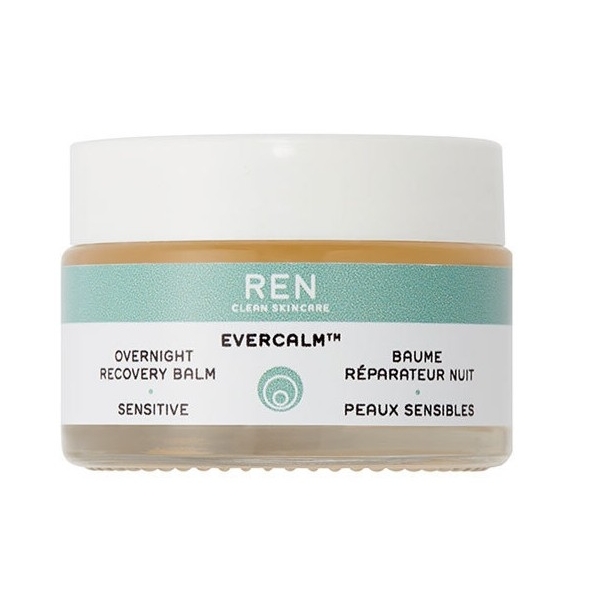 REN
CLEAN SKINCARE
EVERCALM™
OVERNIGHT
RECOVERY BALM
SENSITIVE
BAUME
RÉPARATEUR NUIT
PEAUX SENSIBLES